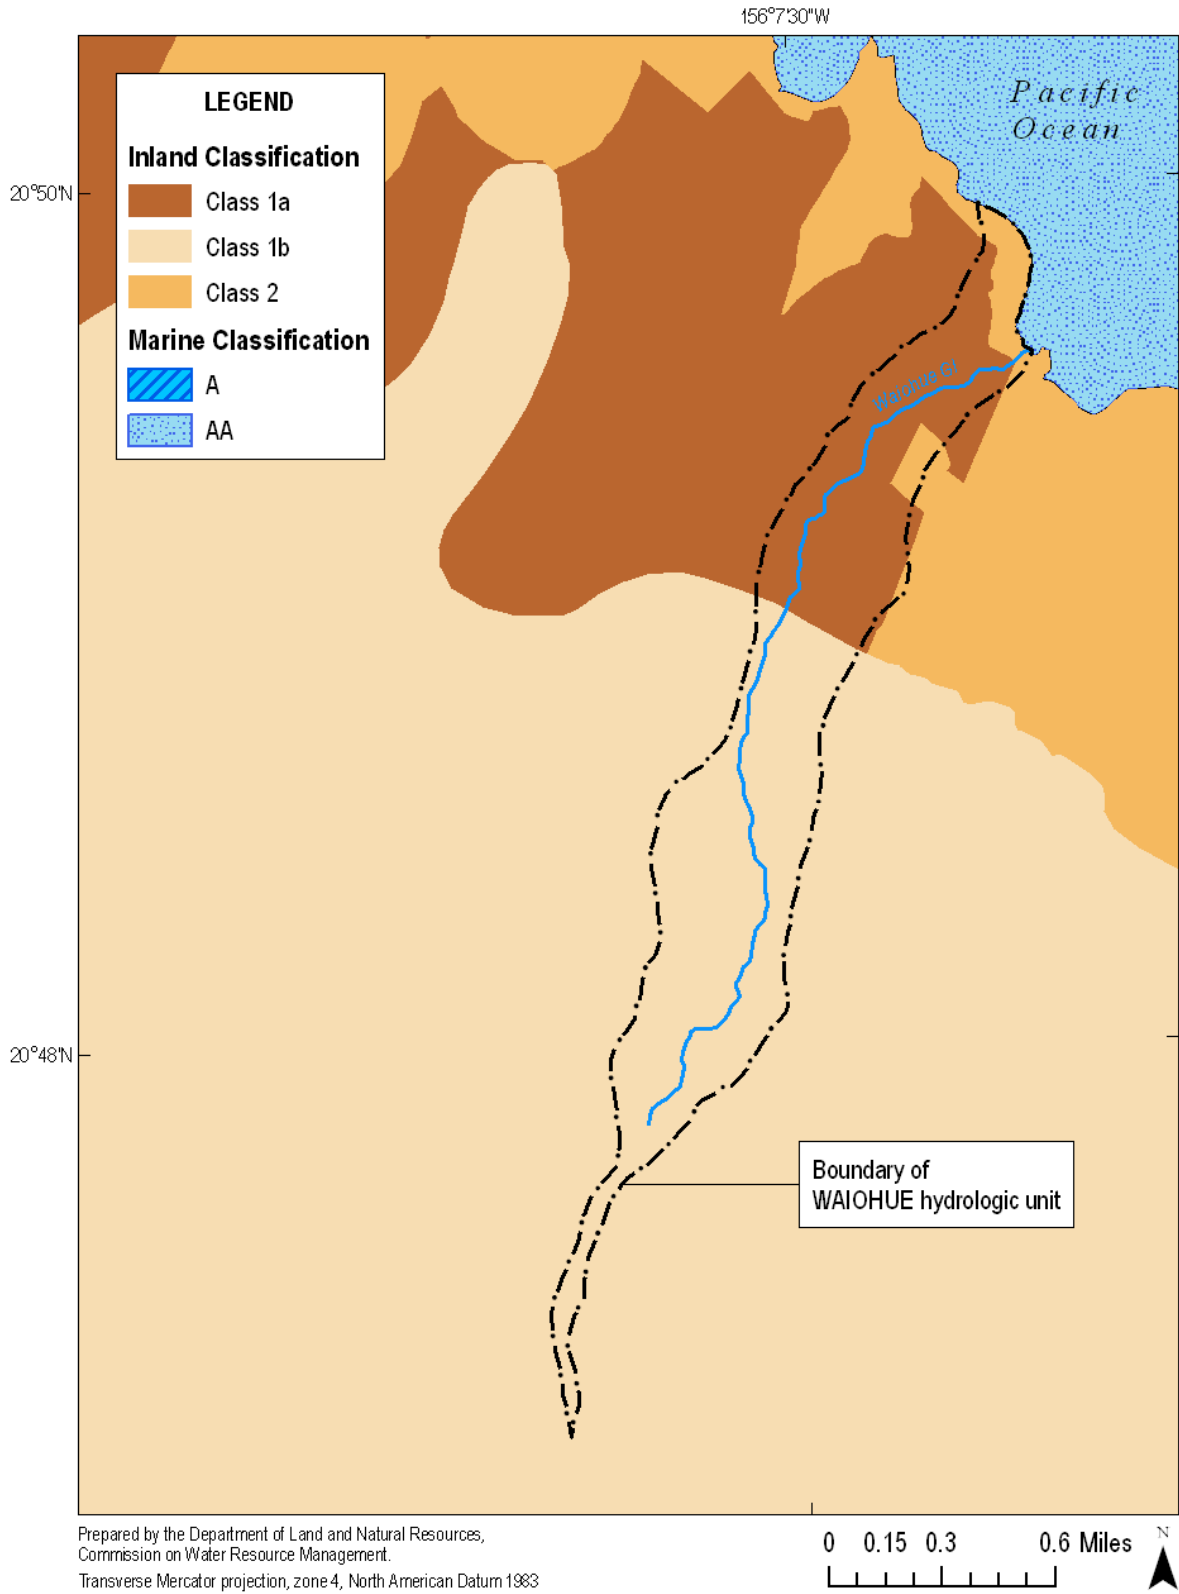 156°7'30"W
Pacific
Ocean
LEGEND
Inland Classification
Class 1a
Class 1b
Class 2
Marine Classification
A
AA
20°50'N
Waiohue Gl
20°48'N
Boundary of
WAIOHUE hydrologic unit
Prepared by the Department of Land and Natural Resources,
Commission on Water Resource Management.
Transverse Mercator projection, zone 4, North American Datum 1983
0 0.15 0.3 0.6 Miles
N